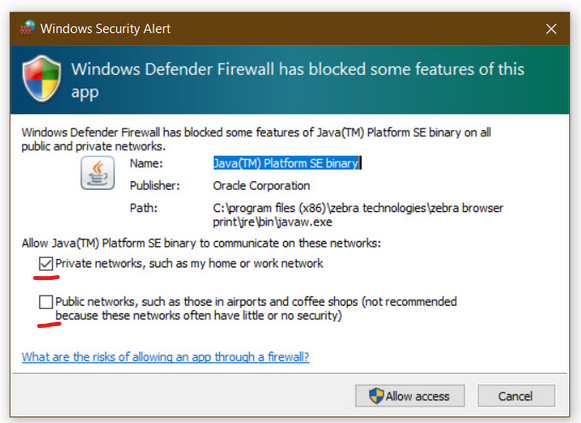 Windows Security Alert
Windows Defender Firewall has blocked some features of this
app
Windows Defender Firewall has blocked some features of Java(TM) Platform SE binary on all
public and private networks.
Name: Java(TM) Platform SE binary
Publisher: Oracle Corporation
Path: C:\program files (x86)\zebra technologies\zebra browser
print\jre\bin\javaw.exe
Allow Java(TM) Platform SE binary to communicate on these networks:
Private networks, such as my home or work network
Public networks, such as those in airports and coffee shops (not recommended
because these networks often have little or no security)
What are the risks of allowing an app through a firewall?
Allow access Cancel